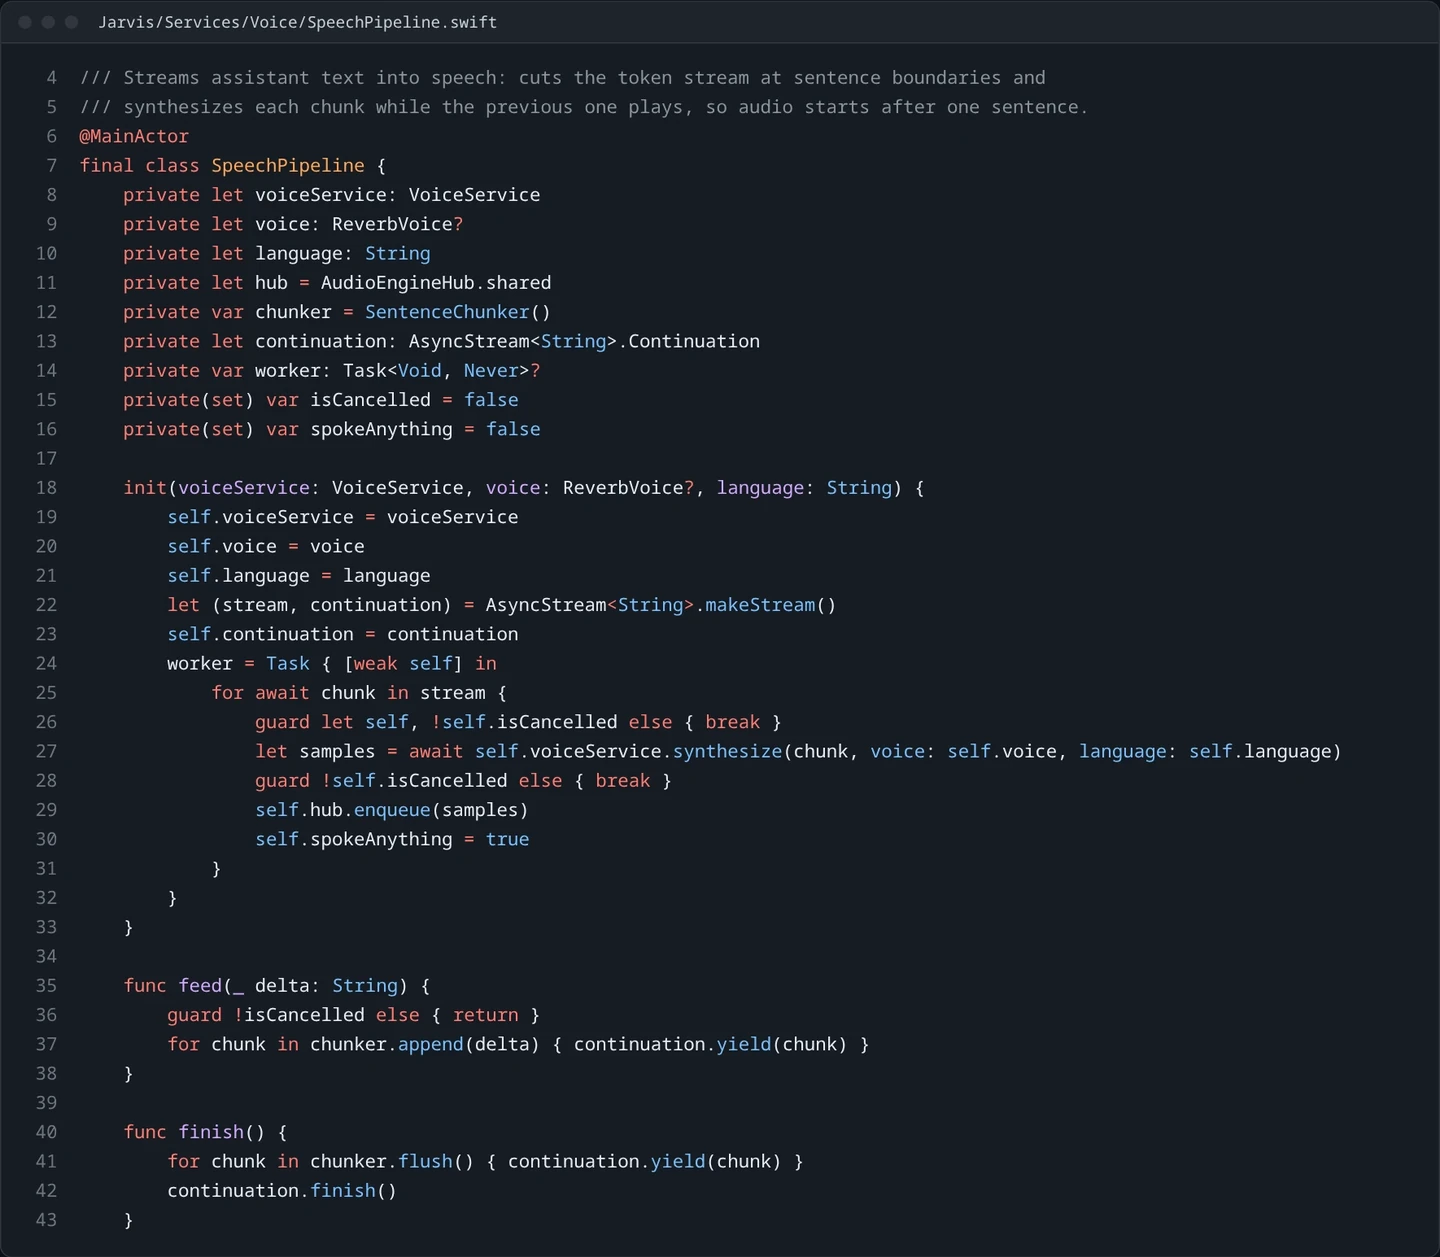 Jarvis/Services/Voice/SpeechPipeline.swift
4 /// Streams assistant text into speech: cuts the token stream at sentence boundaries and
5 /// synthesizes each chunk while the previous one plays, so audio starts after one sentence.
6 @MainActor
7 final class SpeechPipeline {
8     private let voiceService: VoiceService
9     private let voice: ReverbVoice?
10     private let language: String
11     private let hub = AudioEngineHub.shared
12     private var chunker = SentenceChunker()
13     private let continuation: AsyncStream<String>.Continuation
14     private var worker: Task<Void, Never>?
15     private(set) var isCancelled = false
16     private(set) var spokeAnything = false
17
18     init(voiceService: VoiceService, voice: ReverbVoice?, language: String) {
19         self.voiceService = voiceService
20         self.voice = voice
21         self.language = language
22         let (stream, continuation) = AsyncStream<String>.makeStream()
23         self.continuation = continuation
24         worker = Task { [weak self] in
25             for await chunk in stream {
26                 guard let self, !self.isCancelled else { break }
27                 let samples = await self.voiceService.synthesize(chunk, voice: self.voice, language: self.language)
28                 guard !self.isCancelled else { break }
29                 self.hub.enqueue(samples)
30                 self.spokeAnything = true
31             }
32         }
33     }
34
35     func feed(_ delta: String) {
36         guard !isCancelled else { return }
37         for chunk in chunker.append(delta) { continuation.yield(chunk) }
38     }
39
40     func finish() {
41         for chunk in chunker.flush() { continuation.yield(chunk) }
42         continuation.finish()
43     }